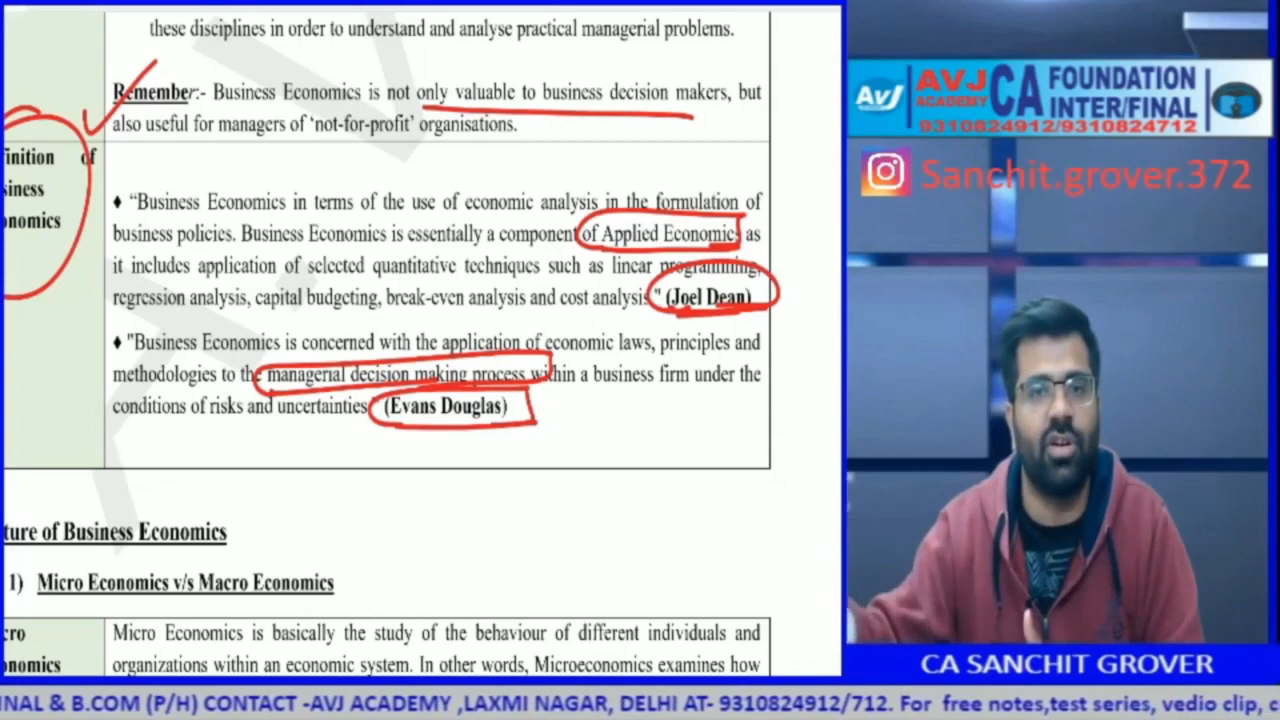 these disciplines in order to understand and analyse practical managerial problems.
Remember:- Business Economics is not only valuable to business decision makers, but
also useful for managers of ‘not-for-profit’ organisations.
finition of
siness
onomics
♦ “Business Economics in terms of the use of economic analysis in the formulation of
business policies. Business Economics is essentially a component of Applied Economics as
it includes application of selected quantitative techniques such as linear programming,
regression analysis, capital budgeting, break-even analysis and cost analysis." (Joel Dean)
♦ "Business Economics is concerned with the application of economic laws, principles and
methodologies to the managerial decision making process within a business firm under the
conditions of risks and uncertainties" (Evans Douglas)
ture of Business Economics
1) Micro Economics v/s Macro Economics
cro
onomics
Micro Economics is basically the study of the behaviour of different individuals and
organizations within an economic system. In other words, Microeconomics examines how
AVJ
AVJ ACADEMY
CA FOUNDATION
INTER/FINAL
9310824912/9310824712
Sanchit.grover.372
CA SANCHIT GROVER
INAL & B.COM (P/H) CONTACT -AVJ ACADEMY ,LAXMI NAGAR, DELHI AT- 9310824912/712. For free notes,test series, vedio clip, c